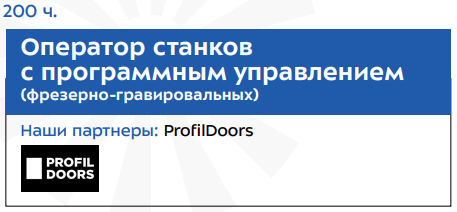 200 ч.
Оператор станков
с программным управлением
(фрезерно-гравировальных)
Наши партнеры: ProfilDoors
PROFIL
DOORS